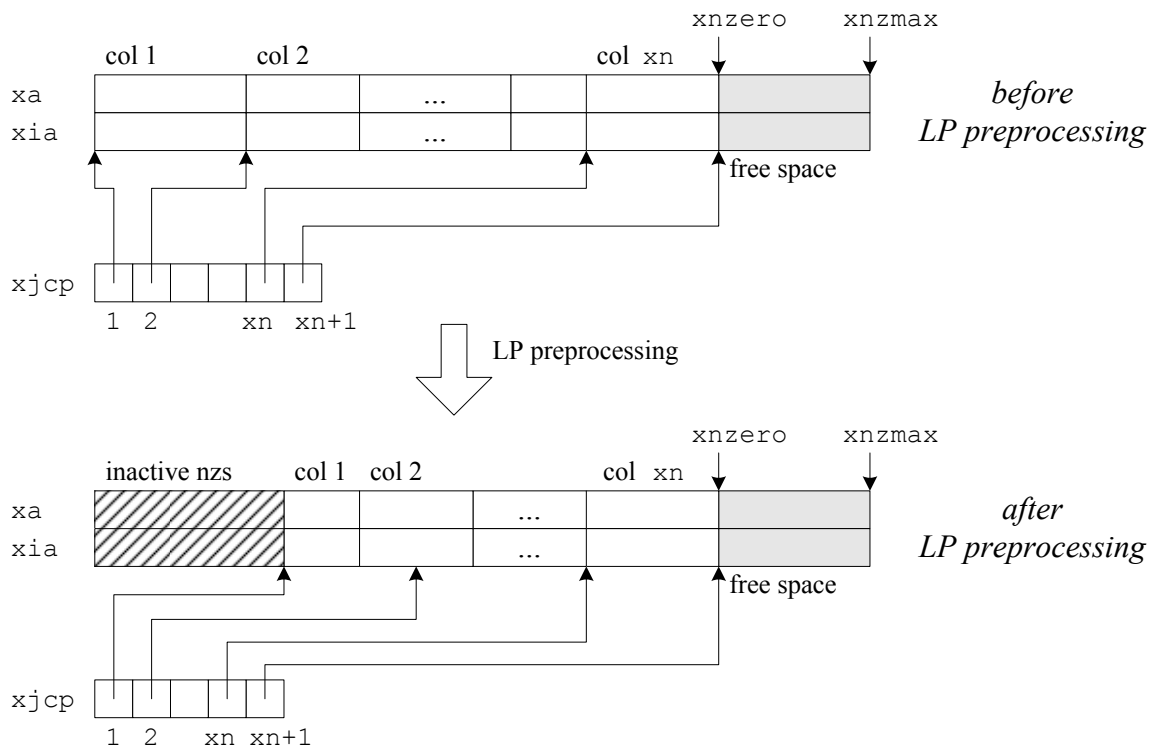 xnzero xnzmax
col 1 col 2 col xn
xa ... before
xia ... LP preprocessing
free space
xjcp
1 2 xn xn+1
LP preprocessing
xnzero xnzmax
inactive nzs col 1 col 2 col xn
xa ... after
xia ... LP preprocessing
free space
xjcp
1 2 xn xn+1